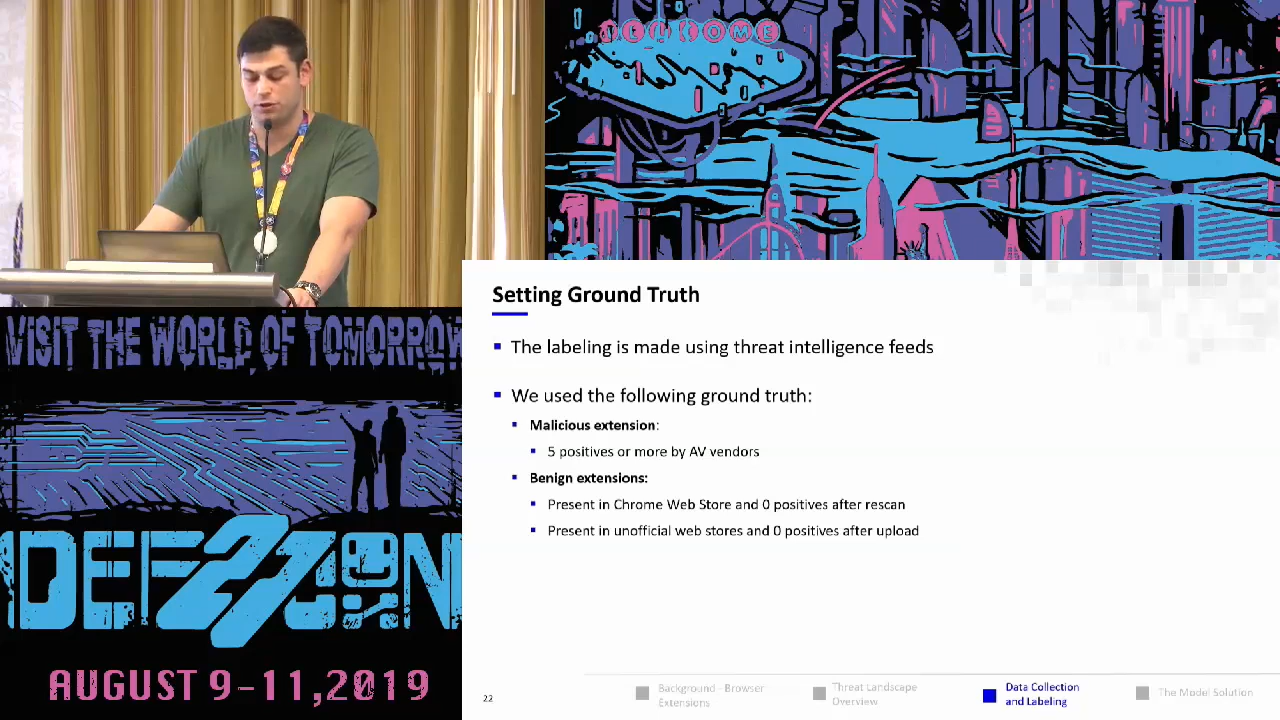 WELCOME
VISIT THE WORLD OF TOMORROW
DEFCON
27
AUGUST 9-11,2019
Setting Ground Truth
The labeling is made using threat intelligence feeds
We used the following ground truth:
Malicious extension:
5 positives or more by AV vendors
Benign extensions:
Present in Chrome Web Store and 0 positives after rescan
Present in unofficial web stores and 0 positives after upload
22
Background - Browser
Extensions
Threat Landscape
Overview
Data Collection
and Labeling
The Model Solution